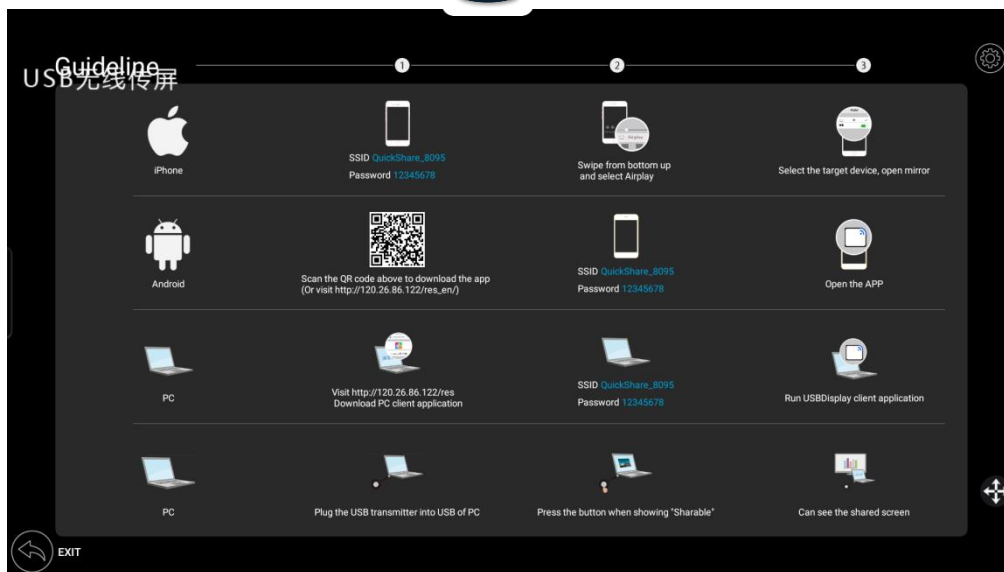 Guideline
USB无线传屏
1
2
3
iPhone
SSID QuickShare_8095
Password 12345678
Swipe from bottom up
and select Airplay
Select the target device, open mirror
Android
Scan the QR code above to download the app
(Or visit http://120.26.86.122/res_en/)
SSID QuickShare_8095
Password 12345678
Open the APP
PC
Visit http://120.26.86.122/res
Download PC client application
SSID QuickShare_8095
Password 12345678
Run USBDisplay client application
PC
Plug the USB transmitter into USB of PC
Press the button when showing "Sharable"
Can see the shared screen
EXIT